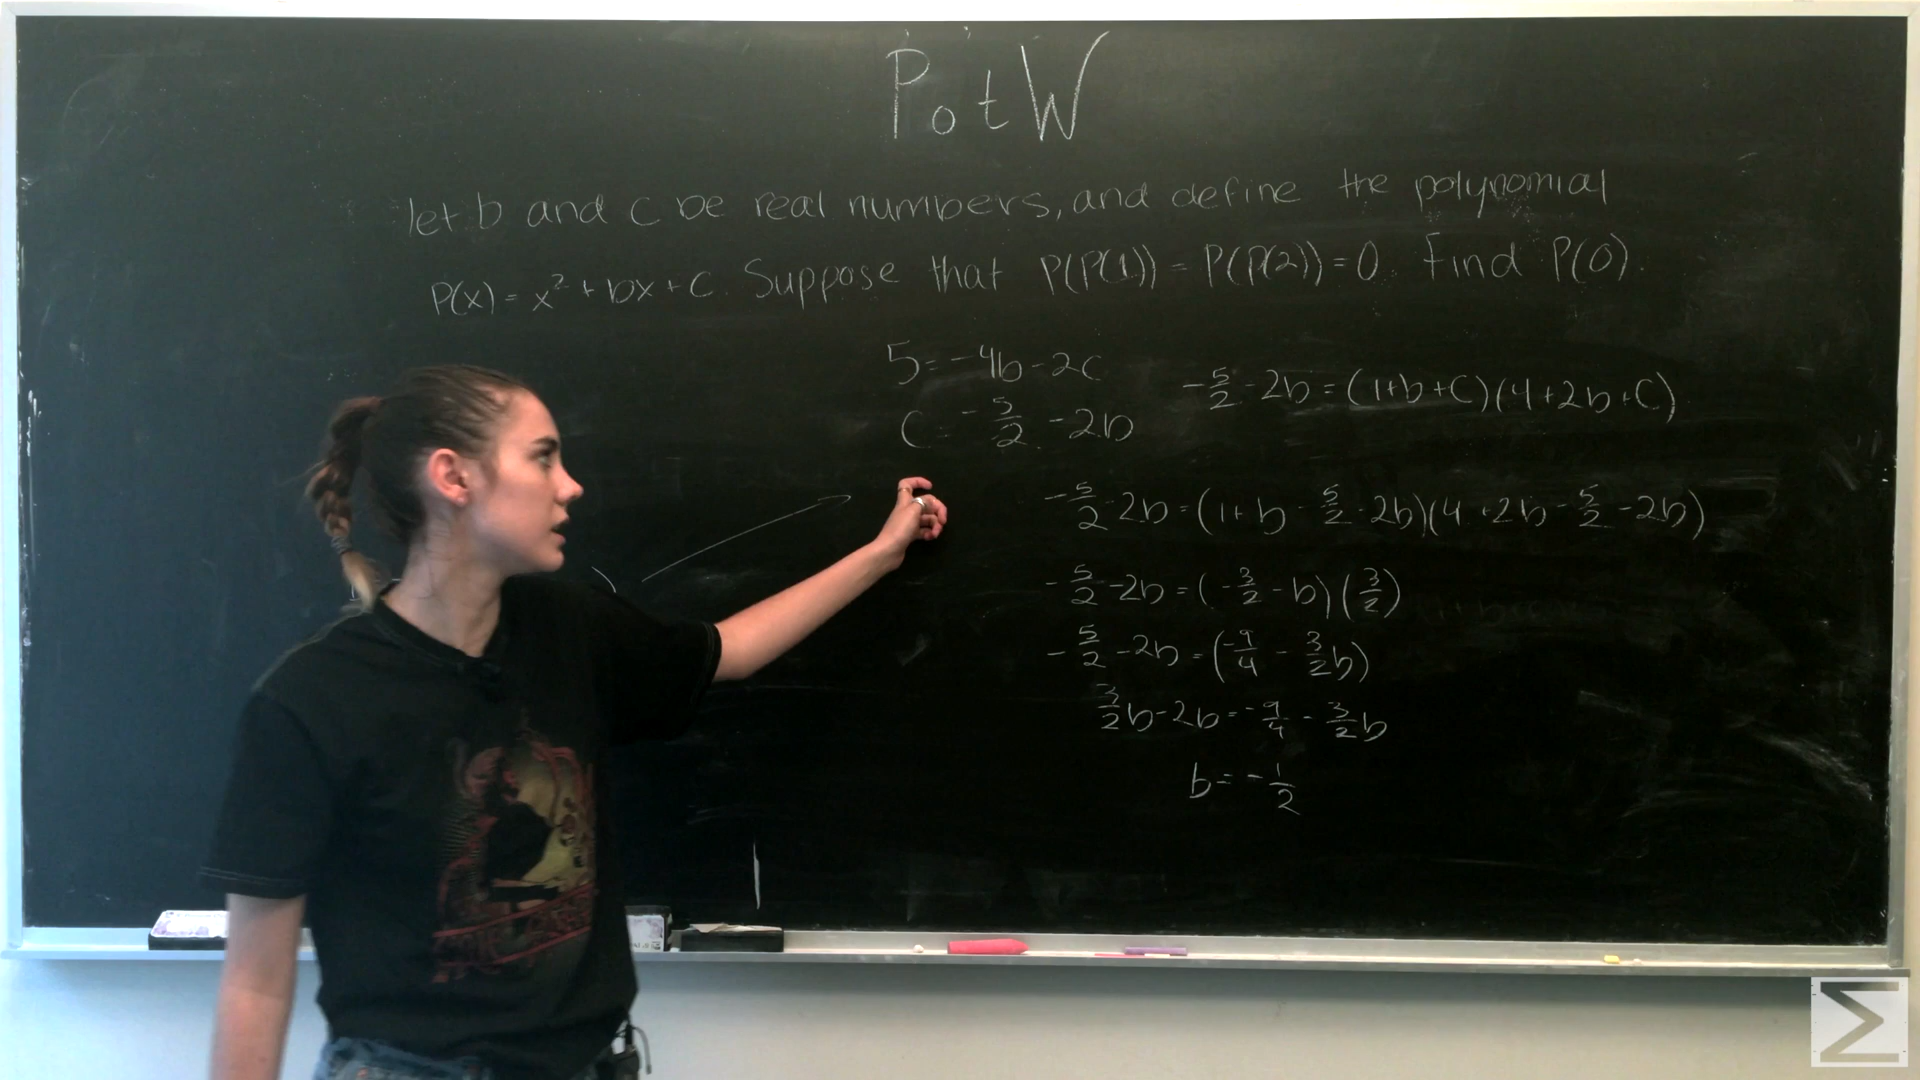 PotW
let b and c be real numbers, and define the polynomial
P(x) = x² + bx + c. Suppose that P(P(1)) = P(P(2)) = 0. Find P(0).
5 = -4b - 2c
c = -5/2 - 2b
-5/2 - 2b = (1+b+c)(4+2b+c)
-5/2 - 2b = (1+b - 5/2 - 2b)(4 + 2b - 5/2 - 2b)
-5/2 - 2b = (-3/2 - b)(3/2)
-5/2 - 2b = (-9/4 - 3/2b)
3/2b - 2b = -9/4 - 3/2b
b = -1/2
Σ